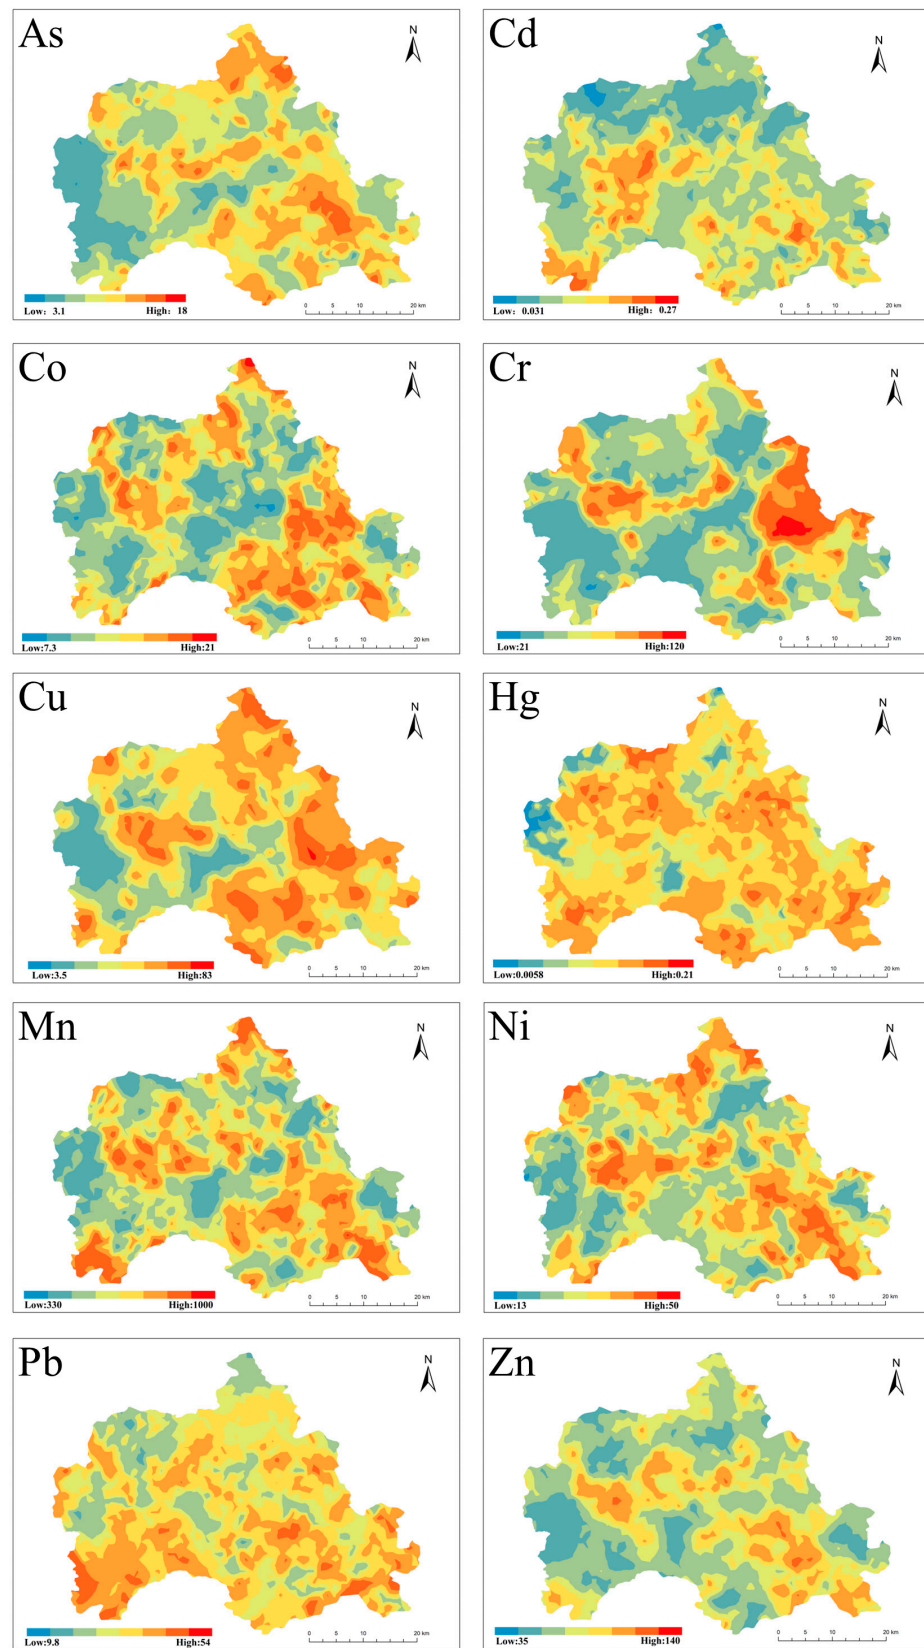 As
N
Low: 3.1 High: 18
0 5 10 20 km
Cd
N
Low: 0.031 High: 0.27
0 5 10 20 km
Co
N
Low:7.3 High:21
0 5 10 20 km
Cr
N
Low:21 High:120
0 5 10 20 km
Cu
N
Low:3.5 High:83
0 5 10 20 km
Hg
N
Low:0.0058 High:0.21
0 5 10 20 km
Mn
N
Low:330 High:1000
0 5 10 20 km
Ni
N
Low:13 High:50
0 5 10 20 km
Pb
N
Low:9.8 High:54
0 5 10 20 km
Zn
N
Low:35 High:140
0 5 10 20 km